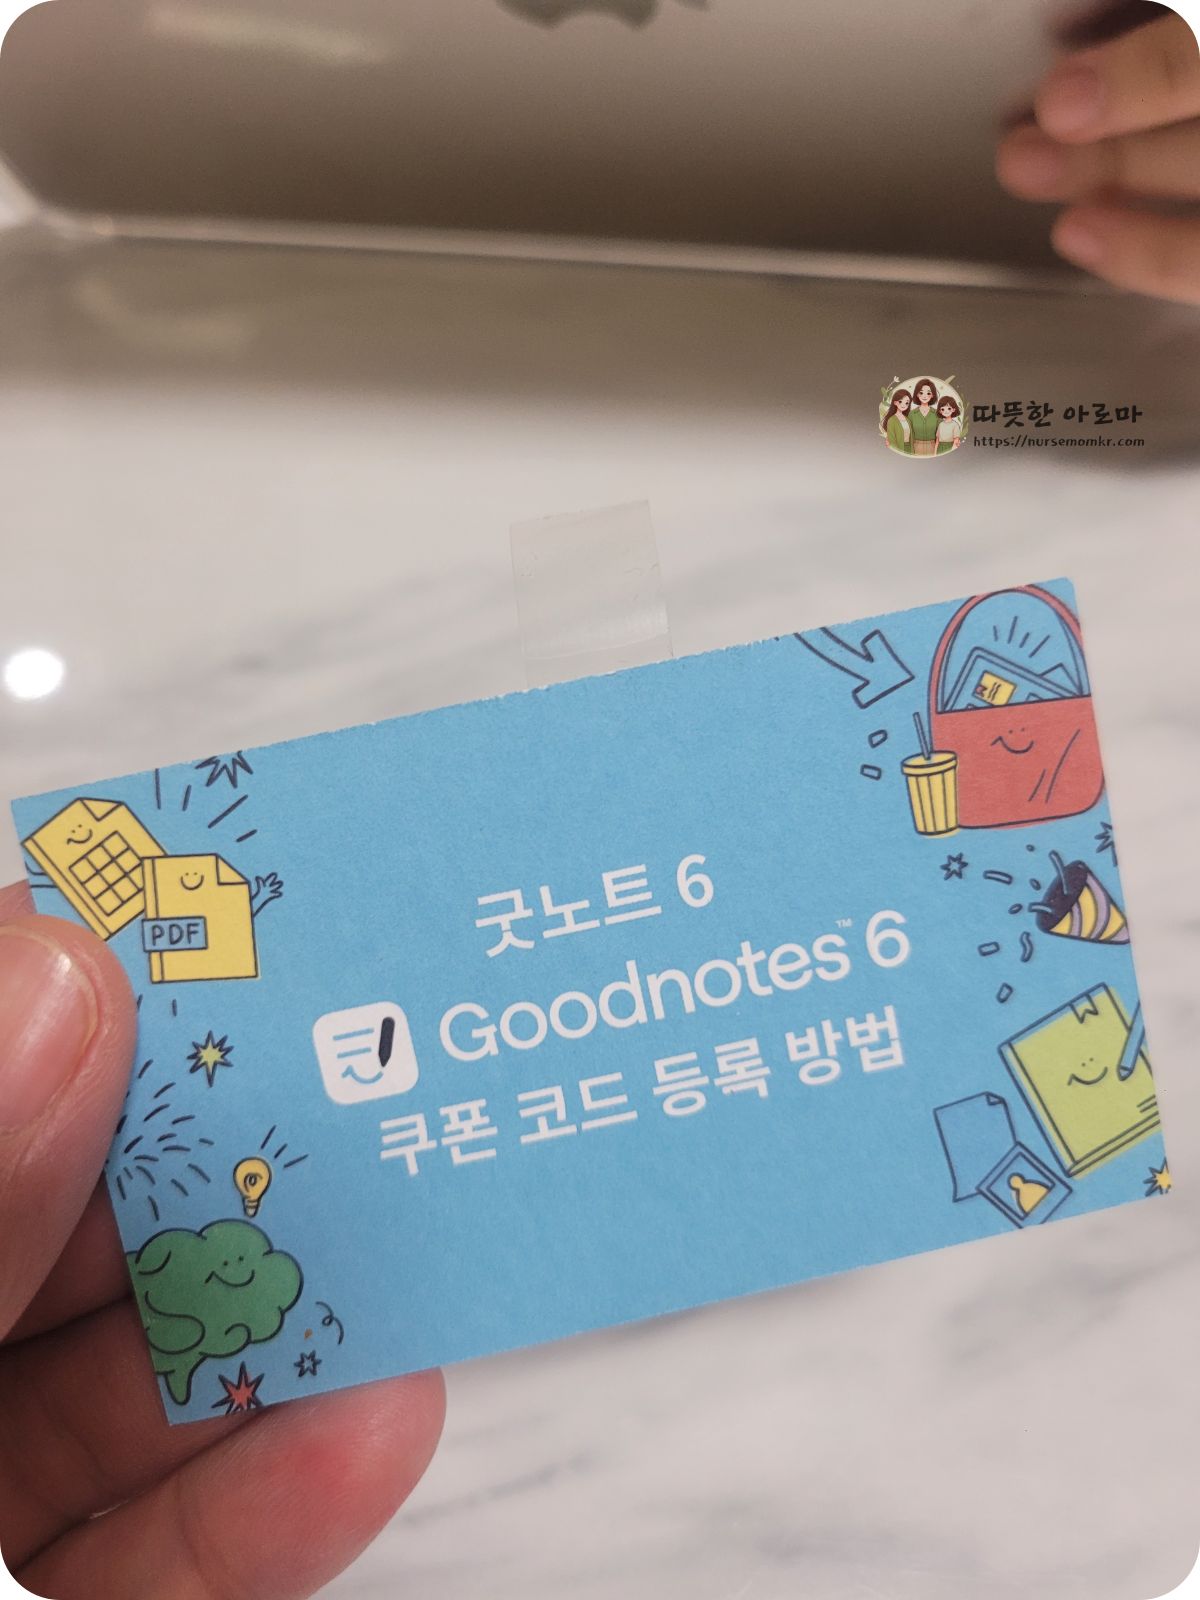 따뜻한 아로마
https://nursemomkr.com
굿노트 6
Goodnotes™ 6
쿠폰 코드 등록 방법
PDF